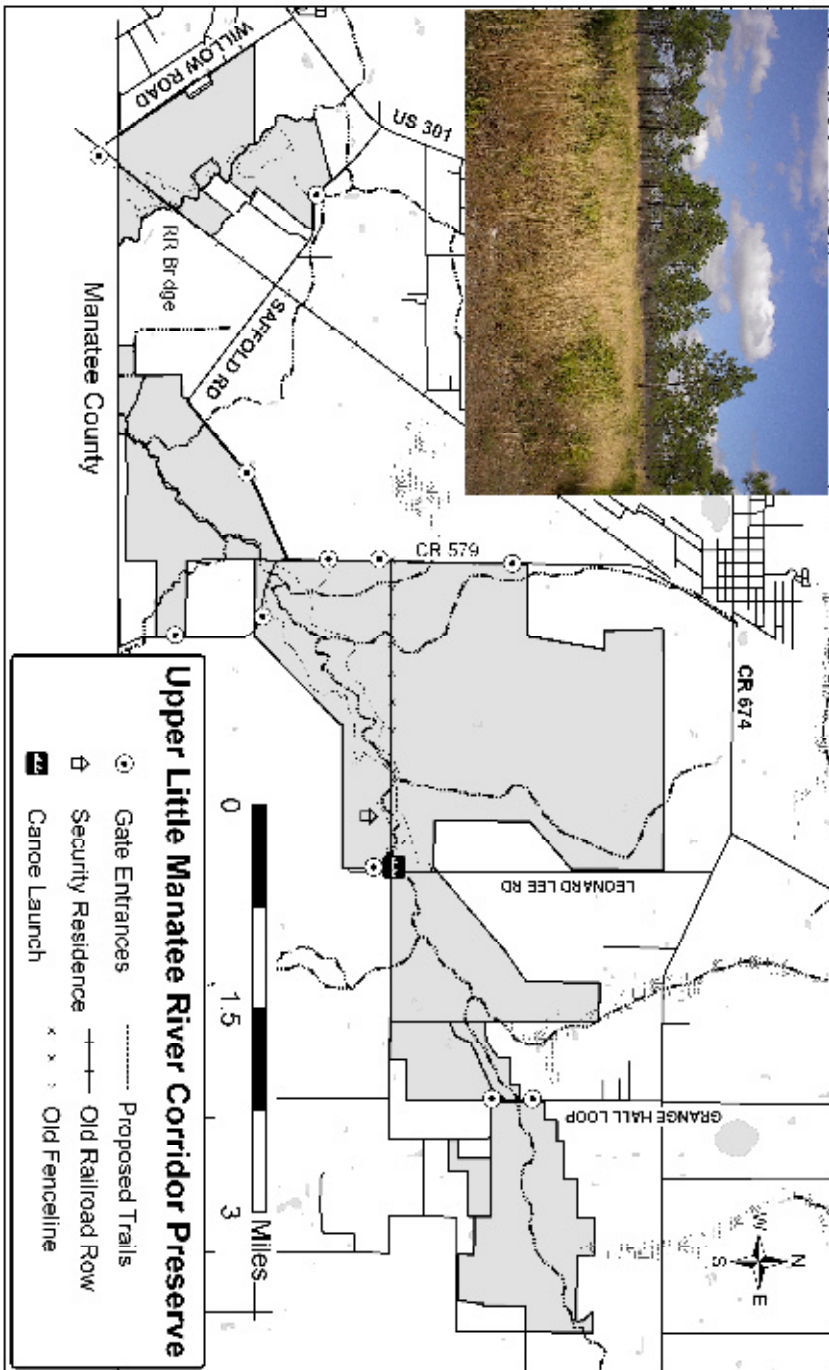 WILLOW ROAD
US 301
RR Bridge
SAFFOLD RD
Manatee County
CR 579
CR 674
LEONARD LEE RD
GRANGE HALL LOOP
N
W
E
S
Upper Little Manatee River Corridor Preserve
Gate Entrances
Security Residence
Canoe Launch
Proposed Trails
Old Railroad Row
Old Fenceline
0
1.5
3
Miles